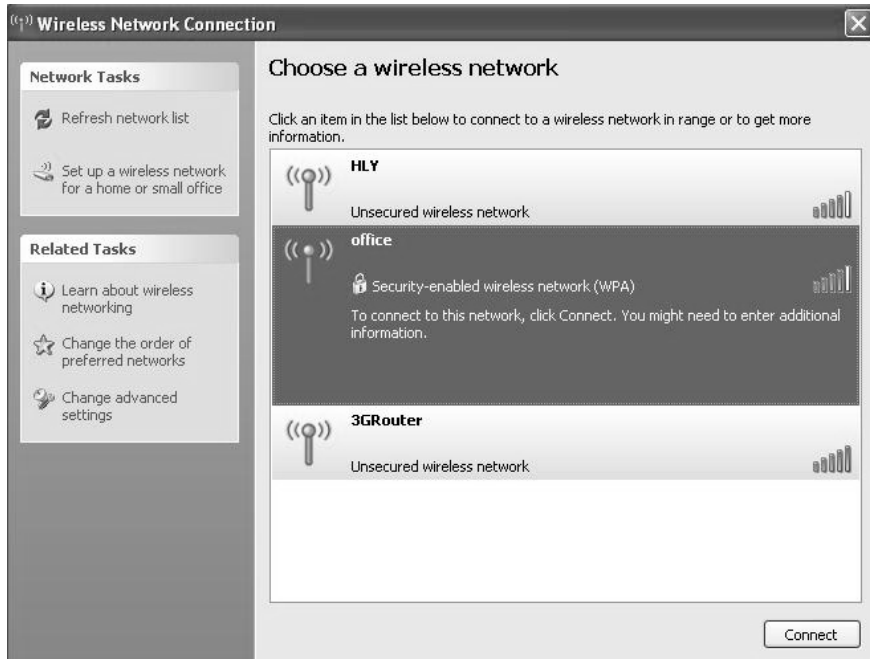 Wireless Network Connection
Network Tasks
Refresh network list
Set up a wireless network
for a home or small office
Related Tasks
Learn about wireless
networking
Change the order of
preferred networks
Change advanced
settings
Choose a wireless network
Click an item in the list below to connect to a wireless network in range or to get more
information.
HLY
Unsecured wireless network
office
Security-enabled wireless network (WPA)
To connect to this network, click Connect. You might need to enter additional
information.
3GRouter
Unsecured wireless network
Connect